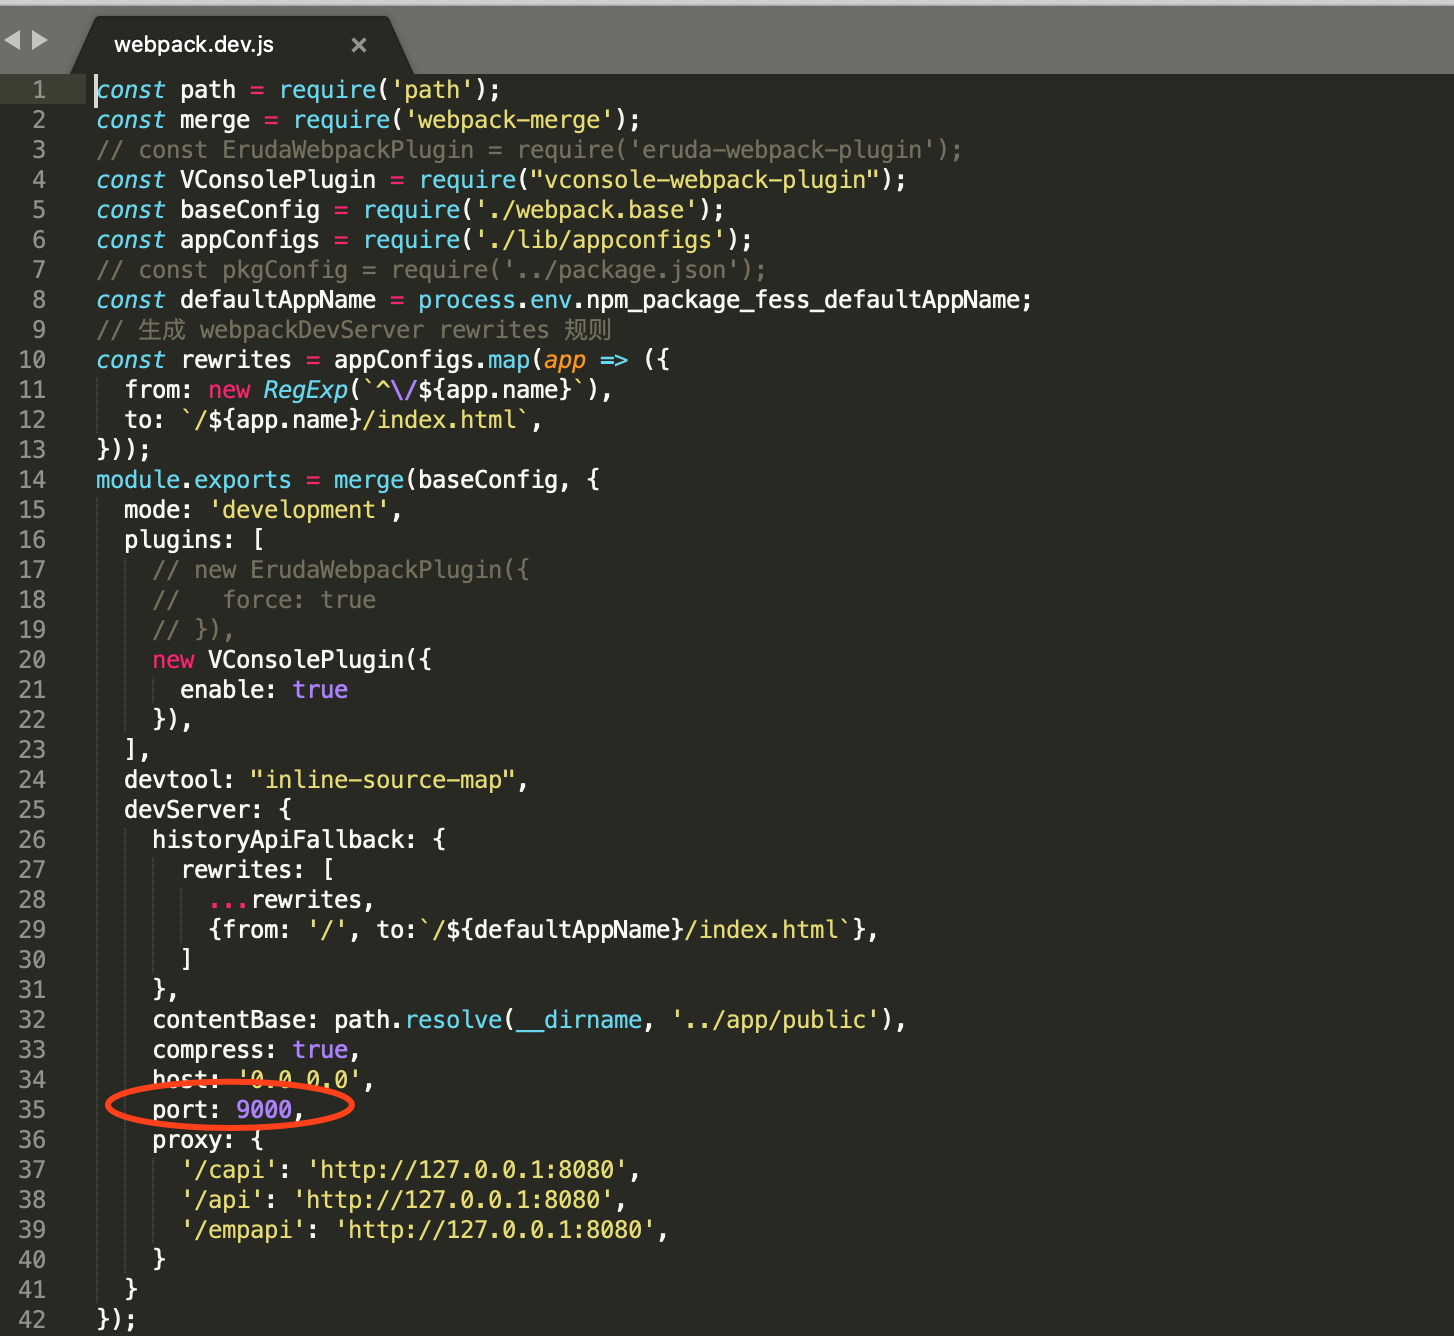 webpack.dev.js
1 const path = require('path');
2 const merge = require('webpack-merge');
3 // const ErudaWebpackPlugin = require('eruda-webpack-plugin');
4 const VConsolePlugin = require("vconsole-webpack-plugin");
5 const baseConfig = require('./webpack.base');
6 const appConfigs = require('./lib/appconfigs');
7 // const pkgConfig = require('../package.json');
8 const defaultAppName = process.env.npm_package_fess_defaultAppName;
9 // 生成 webpackDevServer rewrites 规则
10 const rewrites = appConfigs.map(app => ({
11   from: new RegExp(`^\/${app.name}`),
12   to: `/${app.name}/index.html`,
13 }));
14 module.exports = merge(baseConfig, {
15   mode: 'development',
16   plugins: [
17     // new ErudaWebpackPlugin({
18     //   force: true
19     // }),
20     new VConsolePlugin({
21       enable: true
22     }),
23   ],
24   devtool: "inline-source-map",
25   devServer: {
26     historyApiFallback: {
27       rewrites: [
28         ...rewrites,
29         {from: '/', to:`/${defaultAppName}/index.html`},
30       ]
31     },
32     contentBase: path.resolve(__dirname, '../app/public'),
33     compress: true,
34     host: '0.0.0.0',
35     port: 9000,
36     proxy: {
37       '/capi': 'http://127.0.0.1:8080',
38       '/api': 'http://127.0.0.1:8080',
39       '/empapi': 'http://127.0.0.1:8080',
40     }
41   }
42 });